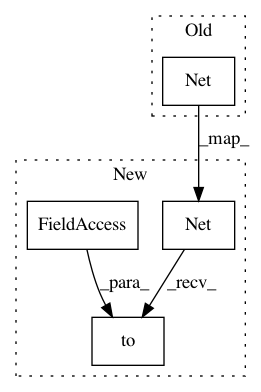 Old
Net
_map_
New
FieldAccess
Net
_para_
_recv_
to